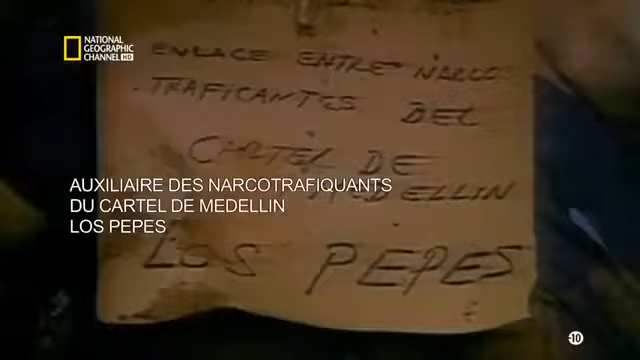 NATIONAL
GEOGRAPHIC
CHANNEL HD
ENLACE ENTRE NARCO
TRAFICANTES DEL
CARTEL DE
MEDELLIN
LOS PEPES
AUXILIAIRE DES NARCOTRAFIQUANTS
DU CARTEL DE MEDELLIN
LOS PEPES
-10